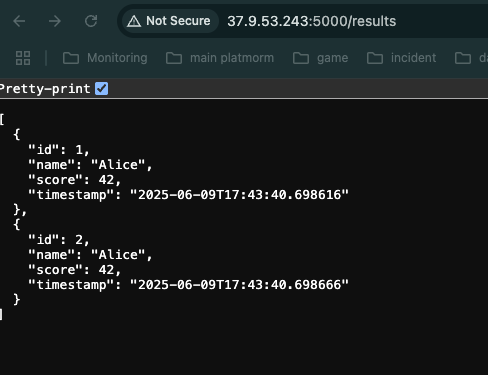 Not Secure 37.9.53.243:5000/results
Monitoring main platmorm game incident
Pretty-print
[
{
"id": 1,
"name": "Alice",
"score": 42,
"timestamp": "2025-06-09T17:43:40.698616"
},
{
"id": 2,
"name": "Alice",
"score": 42,
"timestamp": "2025-06-09T17:43:40.698666"
}
]